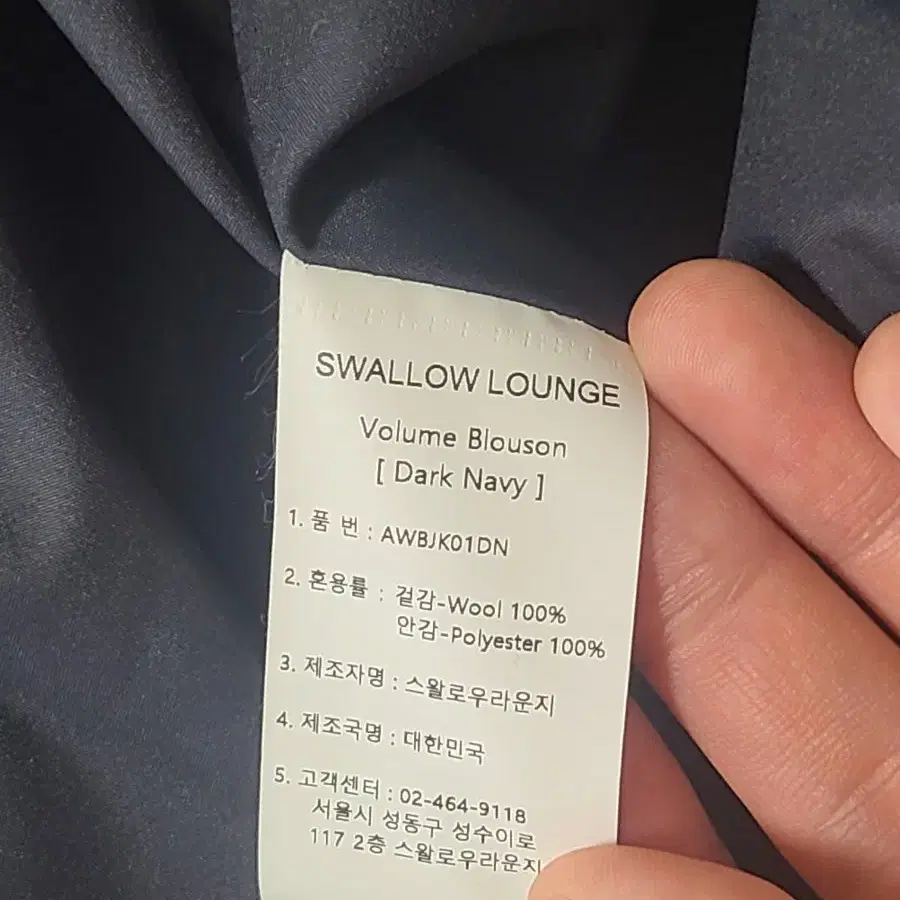 SWALLOW LOUNGE
Volume Blouson
[ Dark Navy ]
1. 품 번 : AWBJK01DN
2. 혼용률 : 겉감-Wool 100%
안감-Polyester 100%
3. 제조자명 : 스왈로우라운지
4. 제조국명 : 대한민국
5. 고객센터 : 02-464-9118
서울시 성동구 성수이로
117 2층 스왈로우라운지